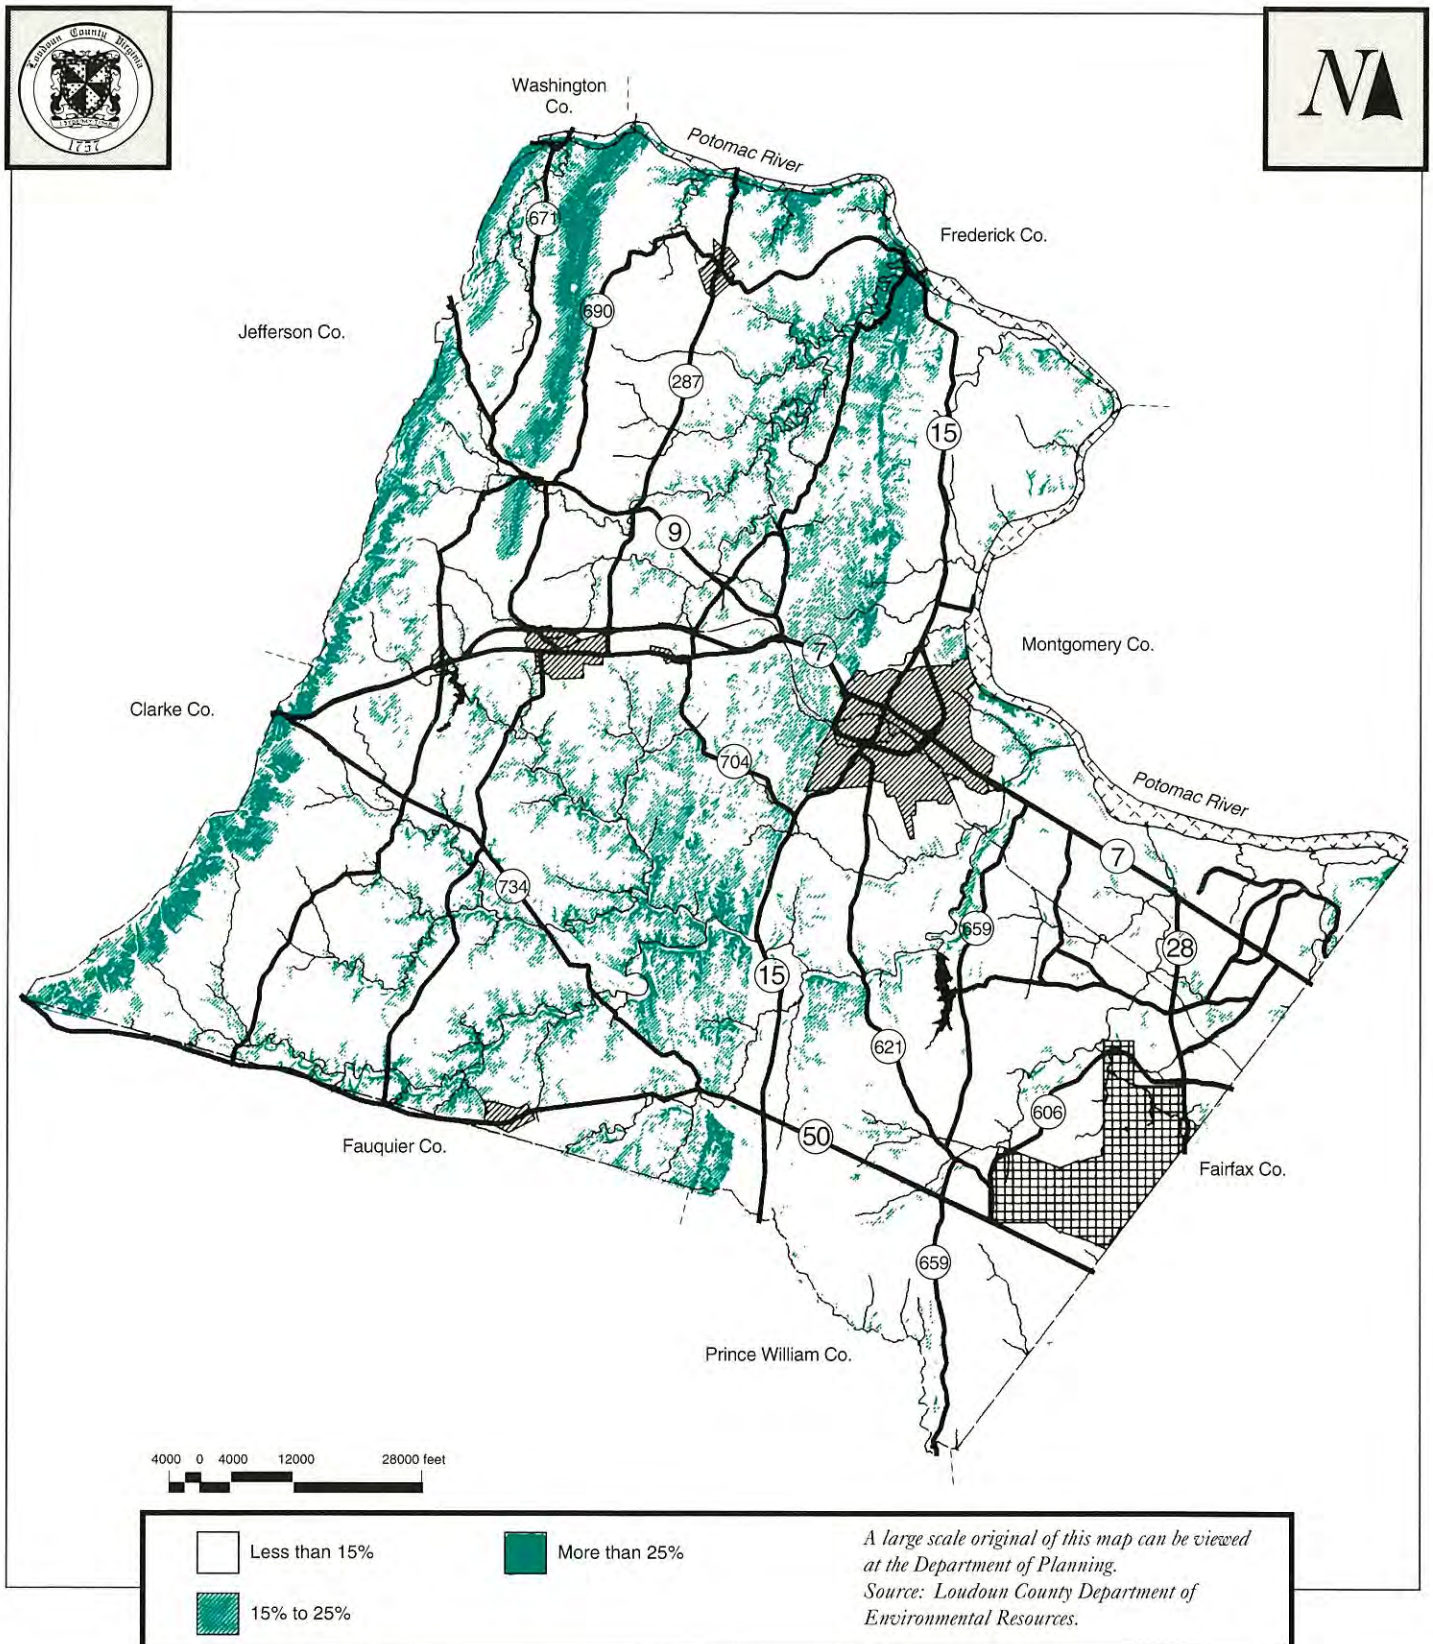 Loudoun County Virginia
1757
N
Washington
Co.
Potomac River
671
Frederick Co.
690
Jefferson Co.
287
15
9
7
Montgomery Co.
Clarke Co.
704
Potomac River
7
734
659
28
15
621
606
50
Fauquier Co.
Fairfax Co.
659
Prince William Co.
4000 0 4000 12000 28000 feet
Less than 15%
More than 25%
15% to 25%
A large scale original of this map can be viewed
at the Department of Planning.
Source: Loudoun County Department of
Environmental Resources.